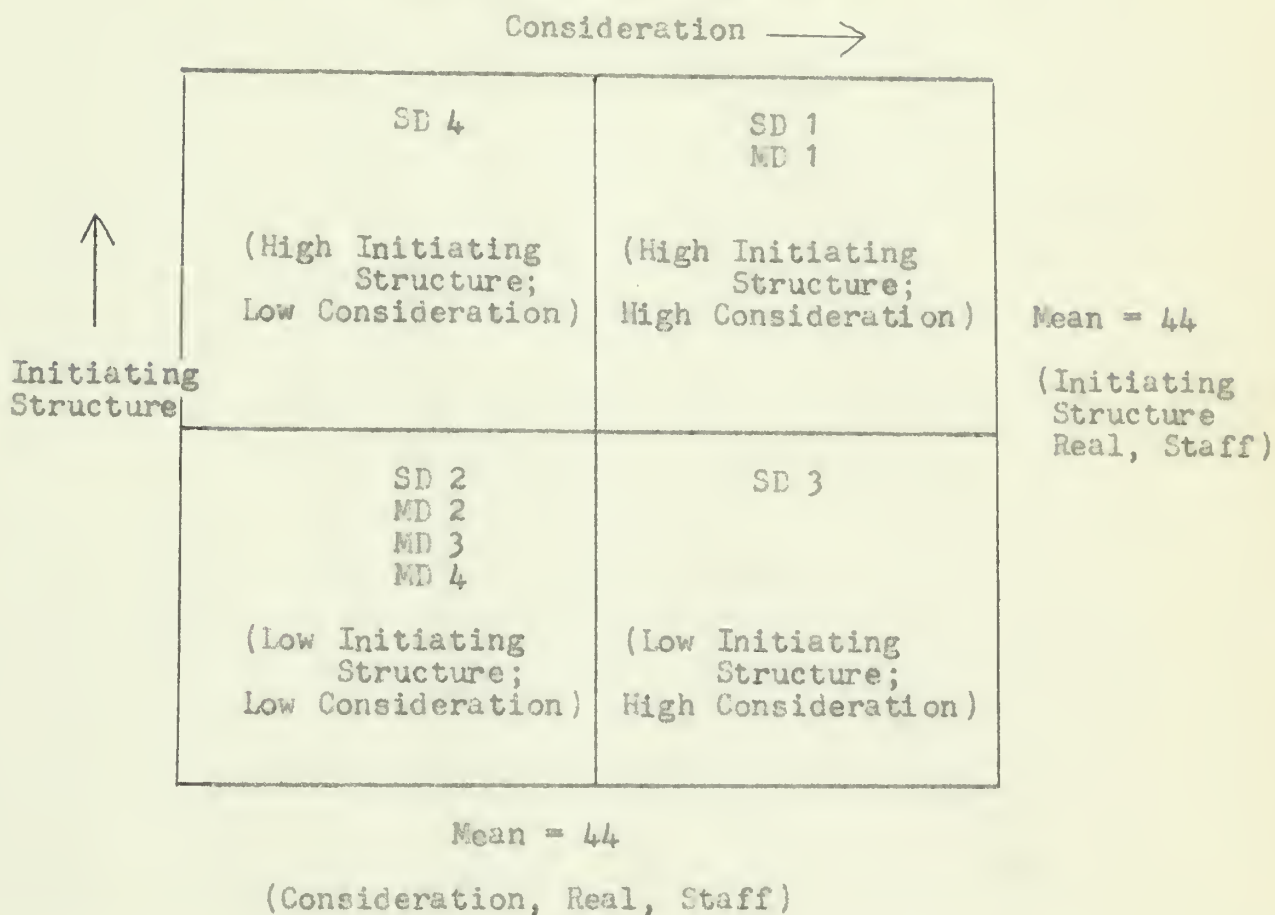 Consideration
SD 4
SD 1
MD 1
(High Initiating
Structure;
Low Consideration)
(High Initiating
Structure;
High Consideration)
Mean = 44
(Initiating
Structure
Real, Staff)
Initiating
Structure
SD 2
MD 2
MD 3
MD 4
SD 3
(Low Initiating
Structure;
Low Consideration)
(Low Initiating
Structure;
High Consideration)
Mean = 44
(Consideration, Real, Staff)